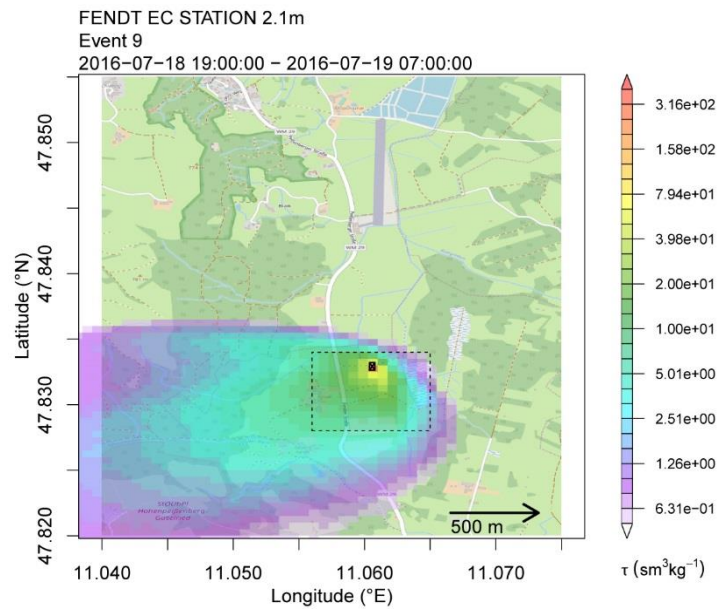 FENDT EC STATION 2.1m
Event 9
2016−07−18 19:00:00 − 2016−07−19 07:00:00
3.16e+02
1.58e+02
7.94e+01
3.98e+01
2.00e+01
1.00e+01
5.01e+00
2.51e+00
1.26e+00
6.31e−01
τ (sm³kg⁻¹)
47.850
47.840
47.830
47.820
Latitude (°N)
500 m
11.040
11.050
11.060
11.070
Longitude (°E)